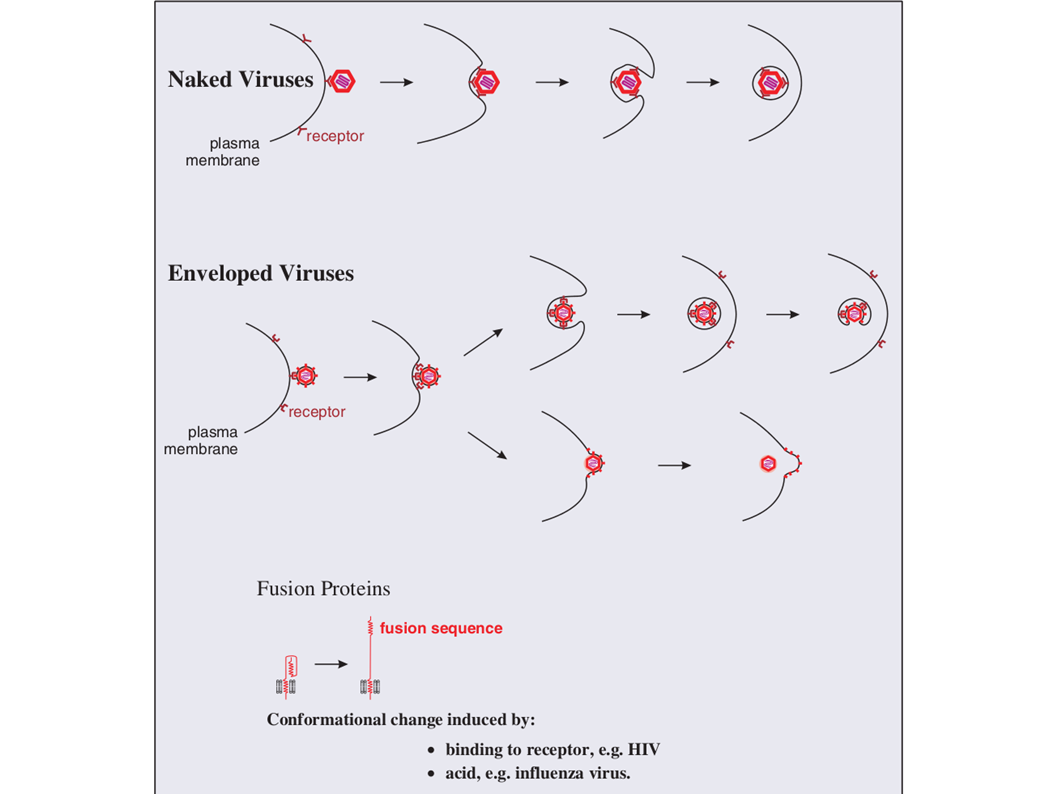 Naked Viruses
receptor
plasma
membrane
Enveloped Viruses
receptor
plasma
membrane
Fusion Proteins
fusion sequence
Conformational change induced by:
• binding to receptor, e.g. HIV
• acid, e.g. influenza virus.